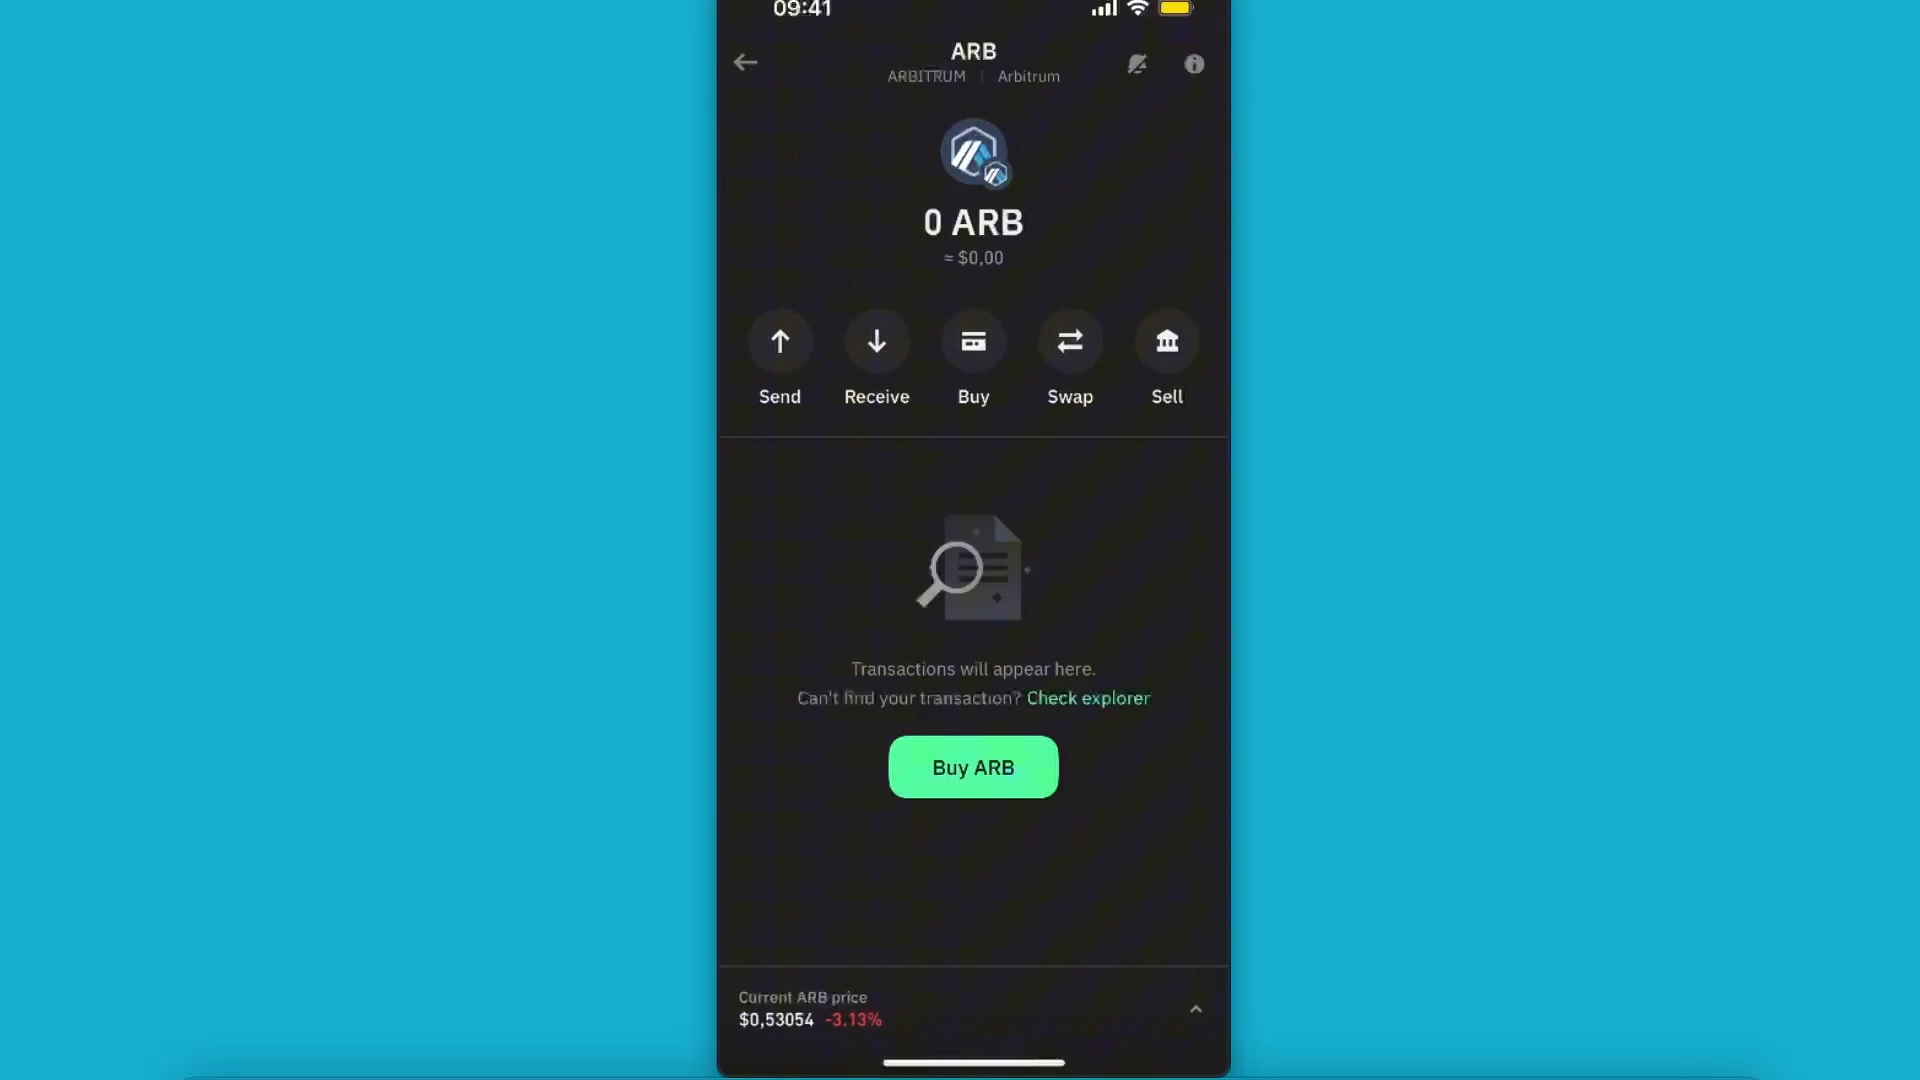 09:41
ARB
ARBITRUM | Arbitrum
0 ARB
≈ $0,00
Send Receive Buy Swap Sell
Transactions will appear here.
Can't find your transaction? Check explorer
Buy ARB
Current ARB price
$0,53054 -3.13%